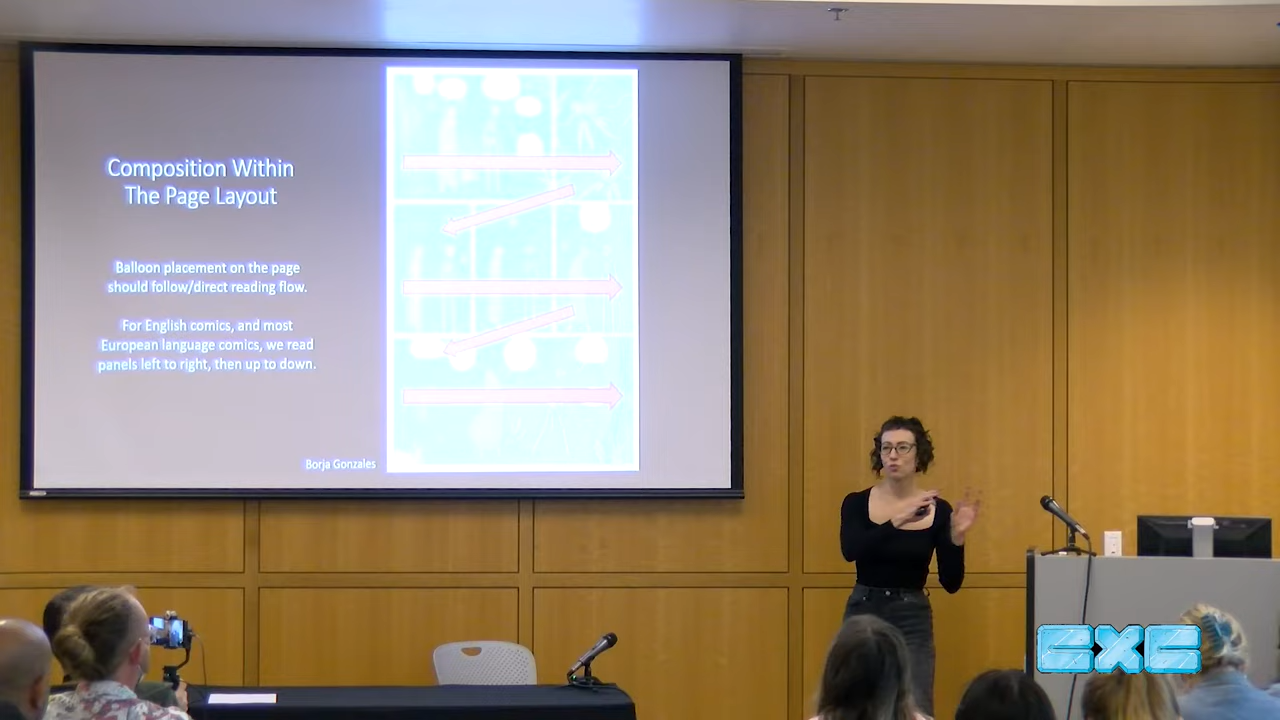 Composition Within
The Page Layout
Balloon placement on the page
should follow/direct reading flow.
For English comics, and most
European language comics, we read
panels left to right, then up to down.
Borja Gonzales
CXC